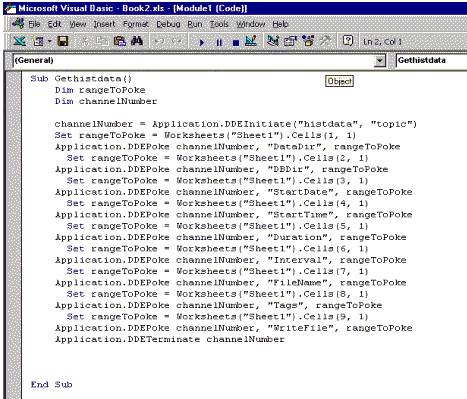 Microsoft Visual Basic - Book2.xls - [Module1 (Code)]
File Edit View Insert Format Debug Run Tools Window Help
Ln 2, Col 1
(General) Gethistdata
Object
Sub Gethistdata()
Dim rangeToPoke
Dim channelNumber
channelNumber = Application.DDEInitiate("histdata", "topic")
Set rangeToPoke = Worksheets("Sheet1").Cells(1, 1)
Application.DDEPoke channelNumber, "DataDir", rangeToPoke
Set rangeToPoke = Worksheets("Sheet1").Cells(2, 1)
Application.DDEPoke channelNumber, "DBDir", rangeToPoke
Set rangeToPoke = Worksheets("Sheet1").Cells(3, 1)
Application.DDEPoke channelNumber, "StartDate", rangeToPoke
Set rangeToPoke = Worksheets("Sheet1").Cells(4, 1)
Application.DDEPoke channelNumber, "StartTime", rangeToPoke
Set rangeToPoke = Worksheets("Sheet1").Cells(5, 1)
Application.DDEPoke channelNumber, "Duration", rangeToPoke
Set rangeToPoke = Worksheets("Sheet1").Cells(6, 1)
Application.DDEPoke channelNumber, "Interval", rangeToPoke
Set rangeToPoke = Worksheets("Sheet1").Cells(7, 1)
Application.DDEPoke channelNumber, "FileName", rangeToPoke
Set rangeToPoke = Worksheets("Sheet1").Cells(8, 1)
Application.DDEPoke channelNumber, "Tags", rangeToPoke
Set rangeToPoke = Worksheets("Sheet1").Cells(9, 1)
Application.DDEPoke channelNumber, "WriteFile", rangeToPoke
Application.DDETerminate channelNumber
End Sub